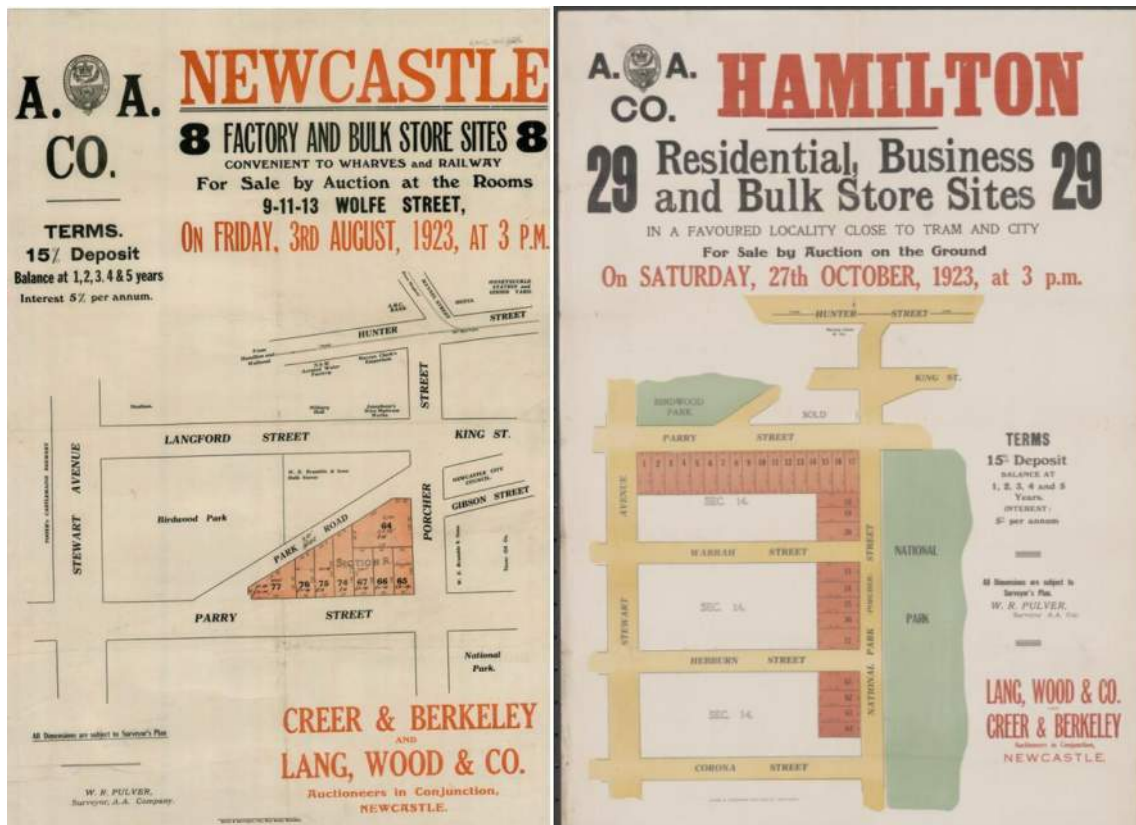 A. A.
CO.
NEWCASTLE
8 FACTORY AND BULK STORE SITES 8
CONVENIENT TO WHARVES and RAILWAY
For Sale by Auction at the Rooms
9-11-13 WOLFE STREET,
ON FRIDAY, 3RD AUGUST, 1923, AT 3 P.M.
TERMS.
15% Deposit
Balance at 1, 2, 3, 4 & 5 years
Interest 5% per annum.
HUNTER STREET
STREET
LANGFORD STREET
KING ST.
STEWART AVENUE
Birdwood Park
PARK ROAD
PORCHER
NEWCASTLE CITY
COUNCIL
GIBSON STREET
64
SECTION R.
77 76 75 74 67 66 65
PARRY STREET
National
Park.
All Dimensions are subject to Surveyor's Plan
W. R. PULVER,
Surveyor, A.A. Company.
CREER & BERKELEY
AND
LANG, WOOD & CO.
Auctioneers in Conjunction,
NEWCASTLE.
A. A.
CO.
HAMILTON
29 Residential, Business
and Bulk Store Sites 29
IN A FAVOURED LOCALITY CLOSE TO TRAM AND CITY
For Sale by Auction on the Ground
On SATURDAY, 27th OCTOBER, 1923, at 3 p.m.
HUNTER STREET
KING ST.
BIRDWOOD
PARK
SOLD
PARRY STREET
1 2 3 4 5 6 7 8 9 10 11 12 13 14 15 16 17
SEC. 14.
AVENUE
WARRAH STREET
STREET
NATIONAL
PARK
SEC. 14.
PORCHER
STEWART
HEBBURN STREET
NATIONAL PARK
SEC. 14.
CORONA STREET
TERMS
15% Deposit
BALANCE AT
1, 2, 3, 4 and 5
Years.
INTEREST:
5% per annum
All Dimensions are subject to
Surveyor's Plan.
W. R. PULVER,
Surveyor A.A. Coy.
LANG, WOOD & CO.
CREER & BERKELEY
Auctioneers in Conjunction,
NEWCASTLE.